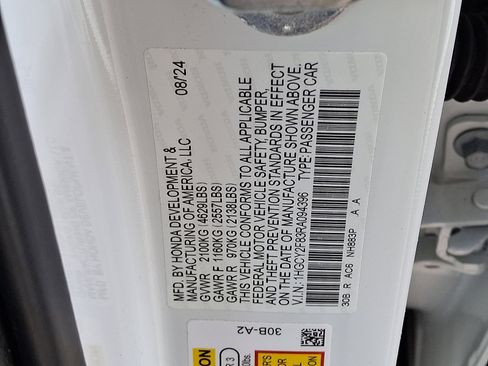 MFD. BY HONDA DEVELOPMENT & 08/24
MANUFACTURING OF AMERICA, LLC
GVWR 2100KG (4629LBS)
GAWR F 1160KG (2557LBS)
GAWR R 970KG (2138LBS)
THIS VEHICLE CONFORMS TO ALL APPLICABLE
FEDERAL MOTOR VEHICLE SAFETY, BUMPER,
AND THEFT PREVENTION STANDARDS IN EFFECT
ON THE DATE OF MANUFACTURE SHOWN ABOVE.
V.I.N.: 1HGCY2F83RA094396 TYPE: PASSENGER CAR
30B R AC6 NH883P A A
30B-A2